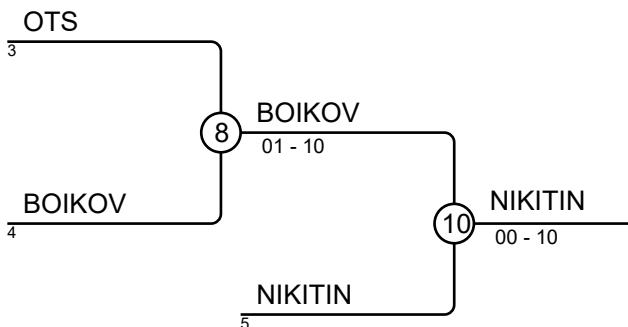 OTS
3
8
BOIKOV
01 - 10
BOIKOV
4
10
NIKITIN
00 - 10
NIKITIN
5